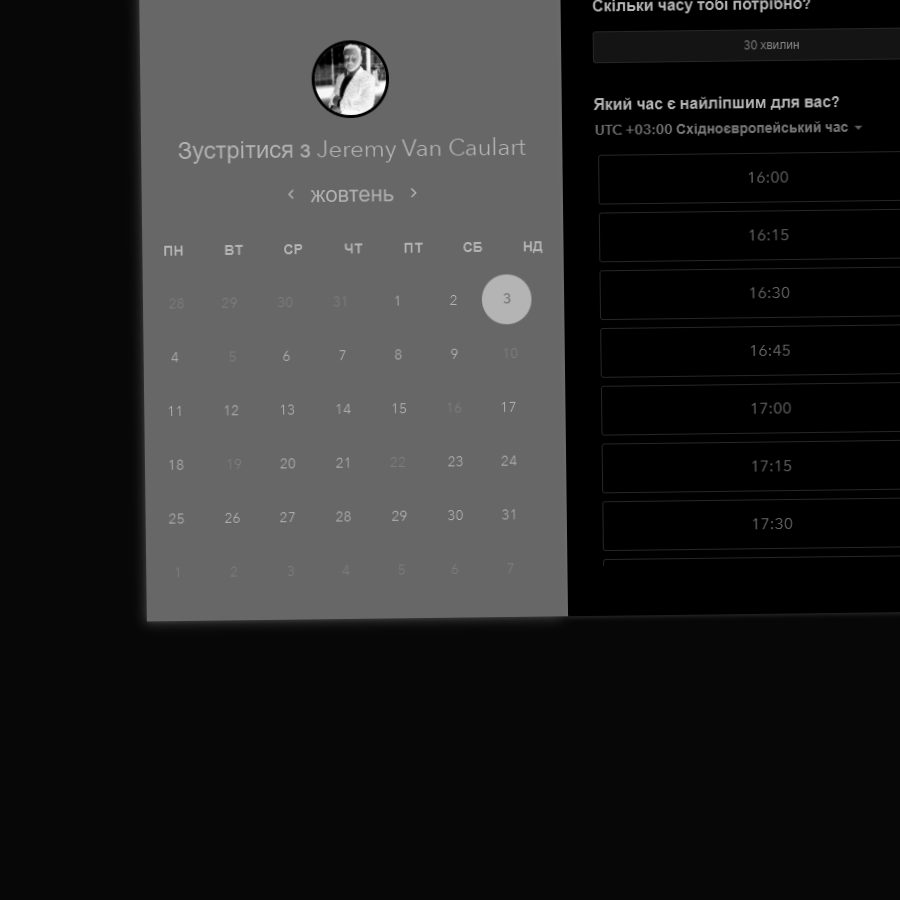 Скільки часу тобі потрібно?
30 хвилин
Який час є найліпшим для вас?
UTC +03:00 Східноєвропейський час
16:00
16:15
16:30
16:45
17:00
17:15
17:30
Зустрітися з Jeremy Van Caulart
жовтень
ПН ВТ СР ЧТ ПТ СБ НД
28 29 30 31 1 2 3
4 5 6 7 8 9 10
11 12 13 14 15 16 17
18 19 20 21 22 23 24
25 26 27 28 29 30 31
1 2 3 4 5 6 7